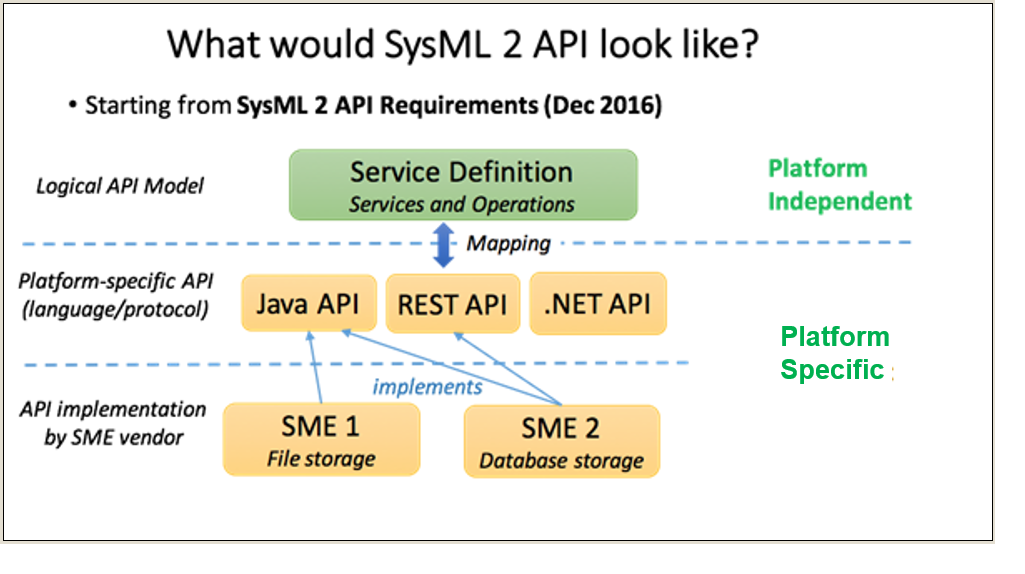 What would SysML 2 API look like?
• Starting from SysML 2 API Requirements (Dec 2016)
Logical API Model
Service Definition
Services and Operations
Platform
Independent
Mapping
Platform-specific API
(language/protocol)
Java API
REST API
.NET API
Platform
Specific :
implements
API implementation
by SME vendor
SME 1
File storage
SME 2
Database storage